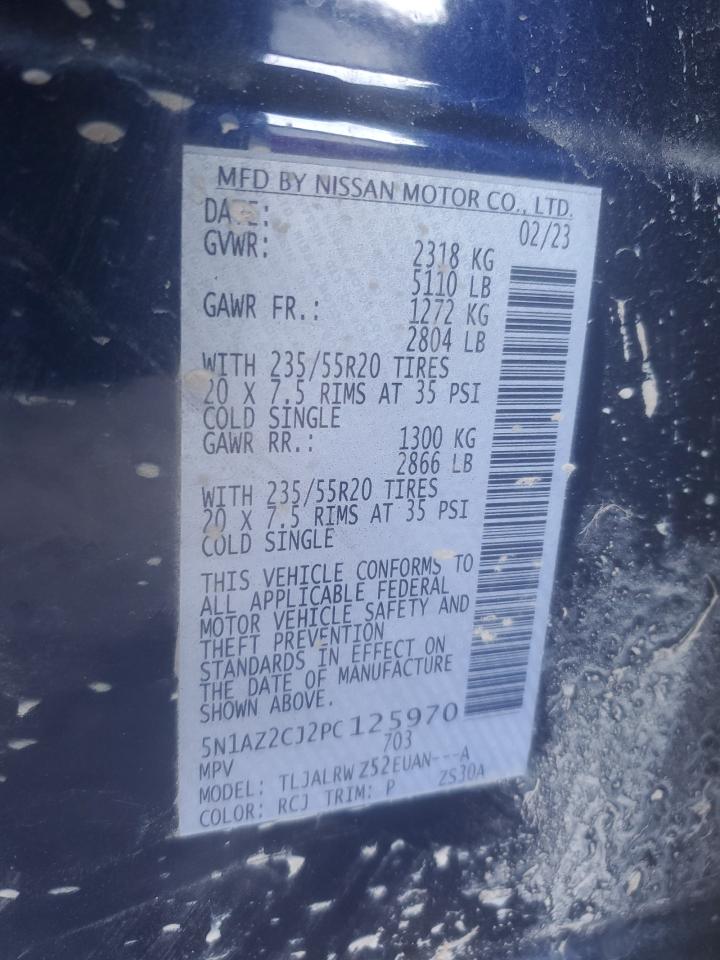 MFD BY NISSAN MOTOR CO., LTD.
DATE: 02/23
GVWR: 2318 KG
5110 LB
GAWR FR.: 1272 KG
2804 LB
WITH 235/55R20 TIRES
20 X 7.5 RIMS AT 35 PSI
COLD SINGLE
GAWR RR.: 1300 KG
2866 LB
WITH 235/55R20 TIRES
20 X 7.5 RIMS AT 35 PSI
COLD SINGLE
THIS VEHICLE CONFORMS TO
ALL APPLICABLE FEDERAL
MOTOR VEHICLE SAFETY AND
THEFT PREVENTION
STANDARDS IN EFFECT ON
THE DATE OF MANUFACTURE
SHOWN ABOVE.
5N1AZ2CJ2PC125970
MPV 703
MODEL: TLJALRWZ52EUAN---A
COLOR: RCJ TRIM: P ZS30A